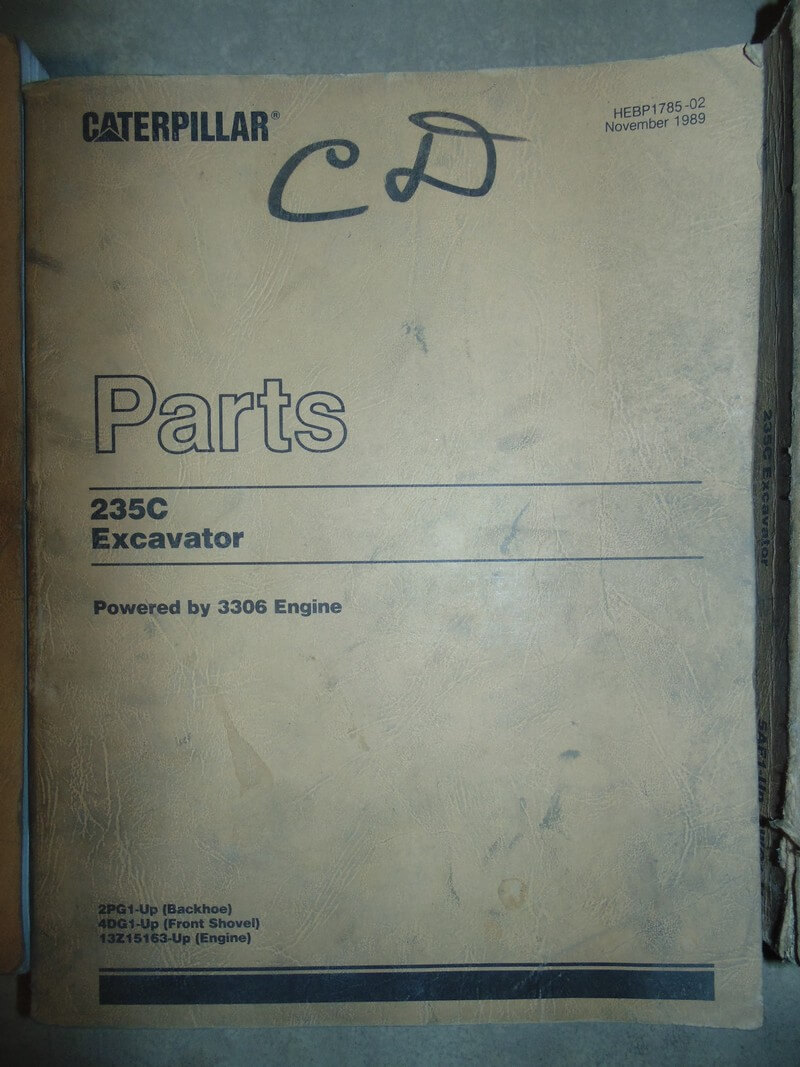 CATERPILLAR®
HEBP1785-02
November 1989
CD
Parts
235C
Excavator
Powered by 3306 Engine
2PG1-Up (Backhoe)
4DG1-Up (Front Shovel)
13Z15163-Up (Engine)
235C Excavator